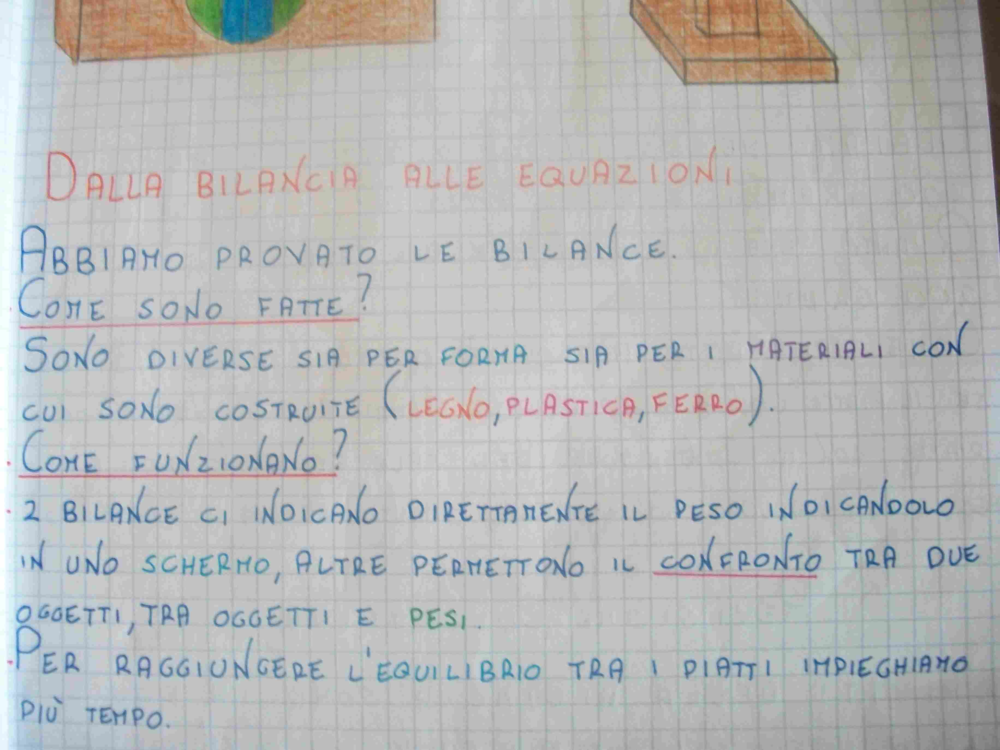 DALLA BILANCIA ALLE EQUAZIONI
ABBIAMO PROVATO LE BILANCE.
COME SONO FATTE?
SONO DIVERSE SIA PER FORMA SIA PER I MATERIALI CON
CUI SONO COSTRUITE (LEGNO, PLASTICA, FERRO).
COME FUNZIONANO?
2 BILANCE CI INDICANO DIRETTAMENTE IL PESO INDICANDOLO
IN UNO SCHERMO, ALTRE PERMETTONO IL CONFRONTO TRA DUE
OGGETTI, TRA OGGETTI E PESI.
PER RAGGIUNGERE L'EQUILIBRIO TRA I PIATTI IMPIEGHIAMO
PIÙ TEMPO.